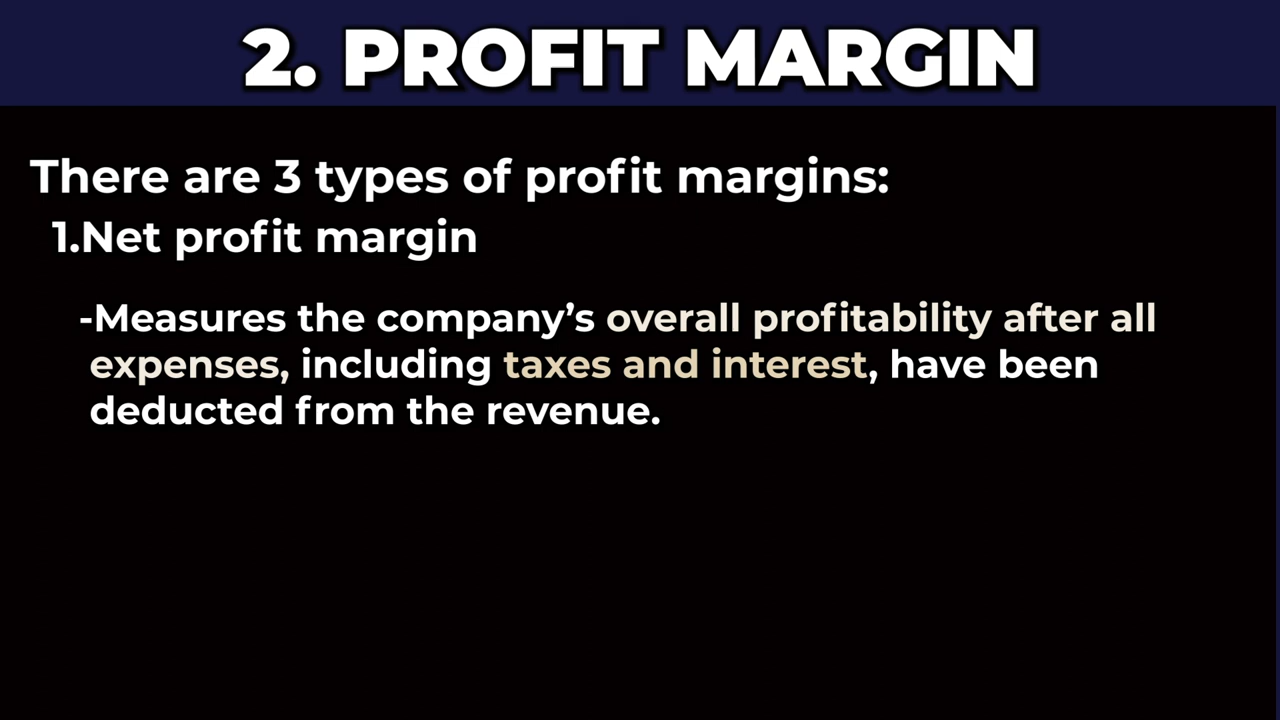 2. PROFIT MARGIN
There are 3 types of profit margins:
1.Net profit margin
-Measures the company’s overall profitability after all
expenses, including taxes and interest, have been
deducted from the revenue.